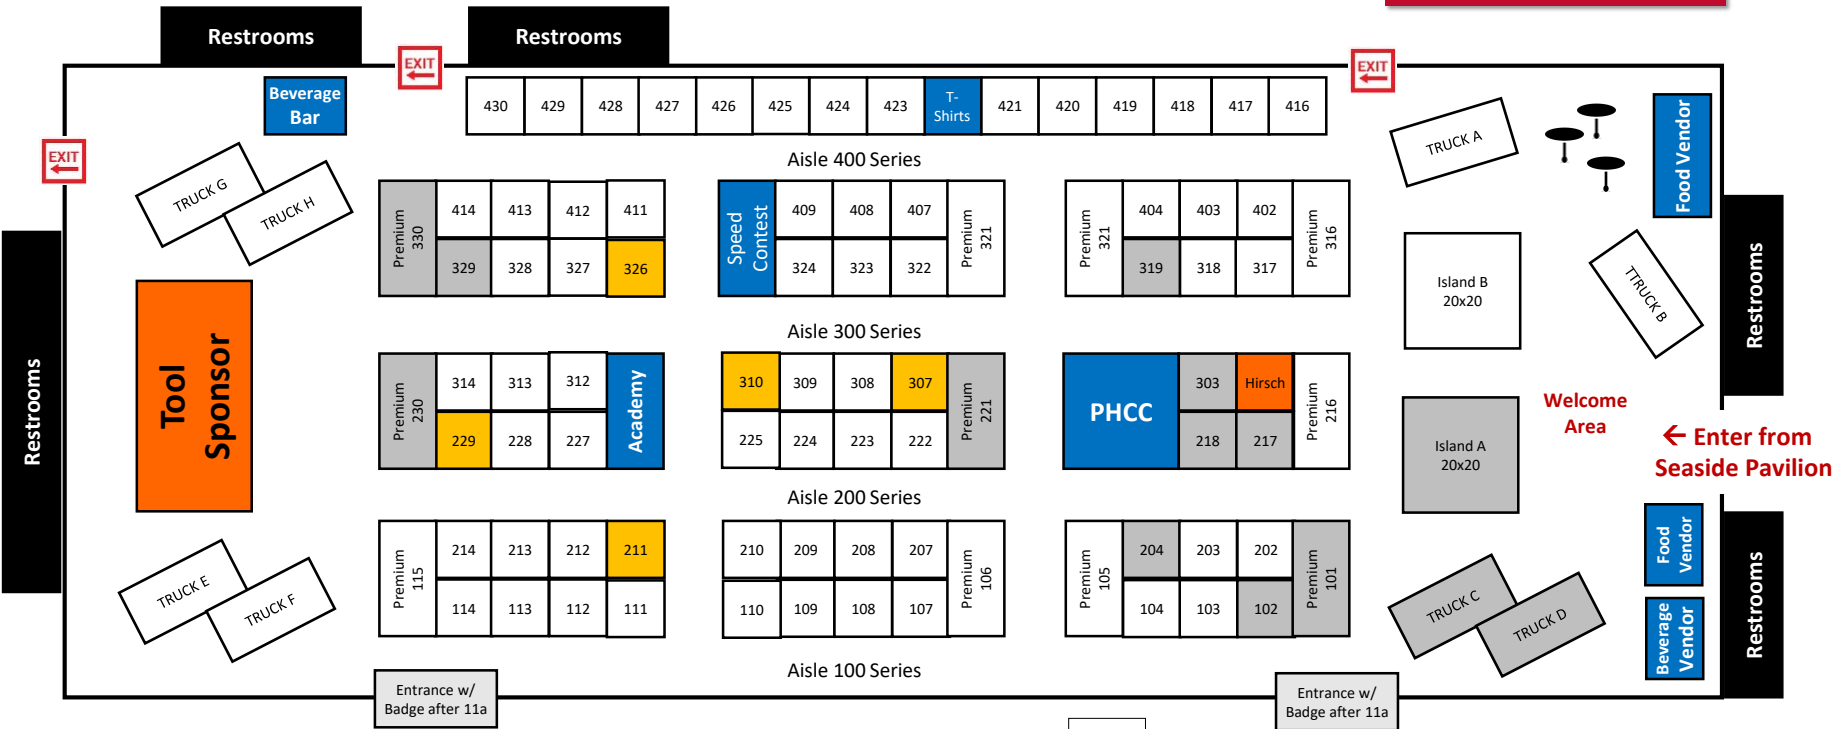 Restrooms
Restrooms
EXIT
EXIT
EXIT
Beverage
Bar
430 429 428 427 426 425 424 423 T-
Shirts 421 420 419 418 417 416
TRUCK A
Food Vendor
Aisle 400 Series
TRUCK G
TRUCK H
Premium
330
414 413 412 411
329 328 327 326
Speed
Contest
409 408 407
324 323 322
Premium
321
Premium
321
404 403 402
319 318 317
Premium
316
Island B
20x20
TTRUCK B
Restrooms
Aisle 300 Series
Restrooms
Tool
Sponsor
Premium
230
314 313 312
229 228 227
Academy
310 309 308 307
225 224 223 222
Premium
221
PHCC
303 Hirsch
218 217
Premium
216
Island A
20x20
Welcome
Area
← Enter from
Seaside Pavilion
Aisle 200 Series
TRUCK E
TRUCK F
Premium
115
214 213 212 211
114 113 112 111
210 209 208 207
110 109 108 107
Premium
106
Premium
105
204 203 202
104 103 102
Premium
101
TRUCK C
TRUCK D
Food
Vendor
Beverage
Vendor
Restrooms
Aisle 100 Series
Entrance w/
Badge after 11a
Entrance w/
Badge after 11a